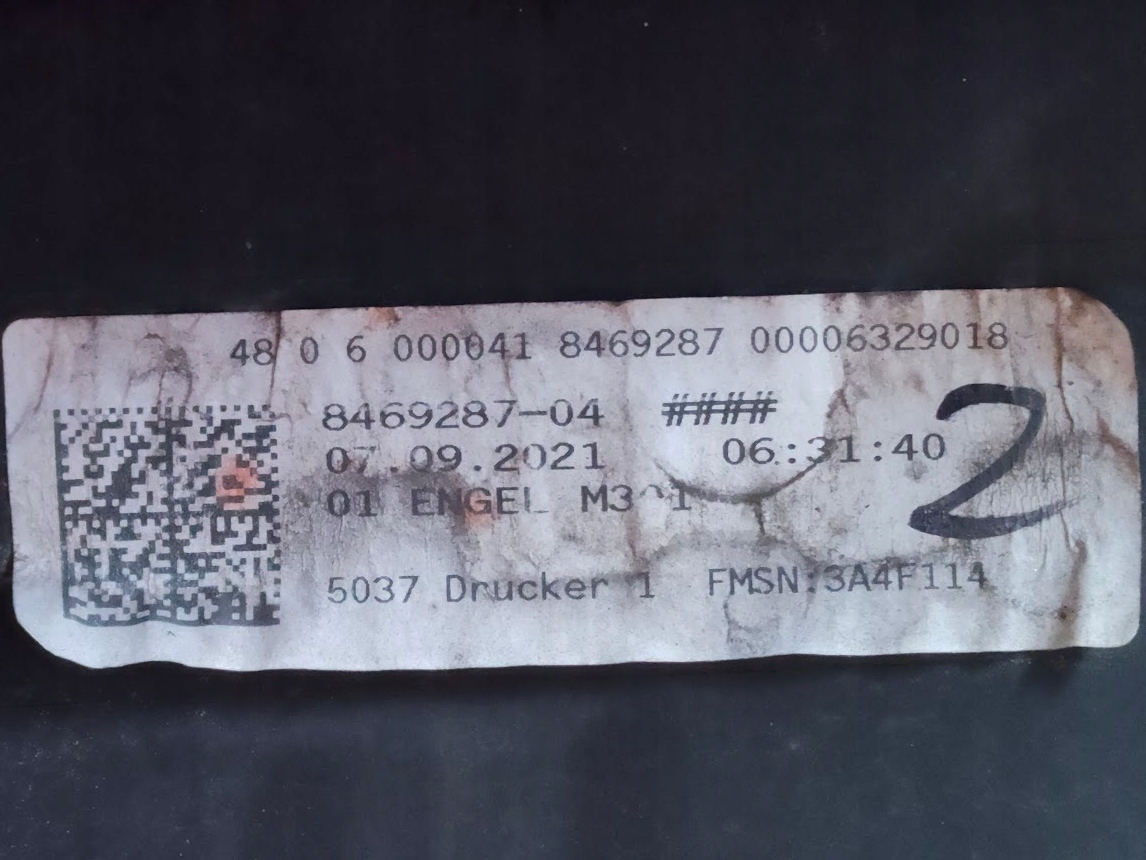 48 0 6 000041 8469287 00006329018
8469287-04 ####
07.09.2021 06:31:40 2
01 ENGEL
5037 Drucker 1 FMSN:3A4F114